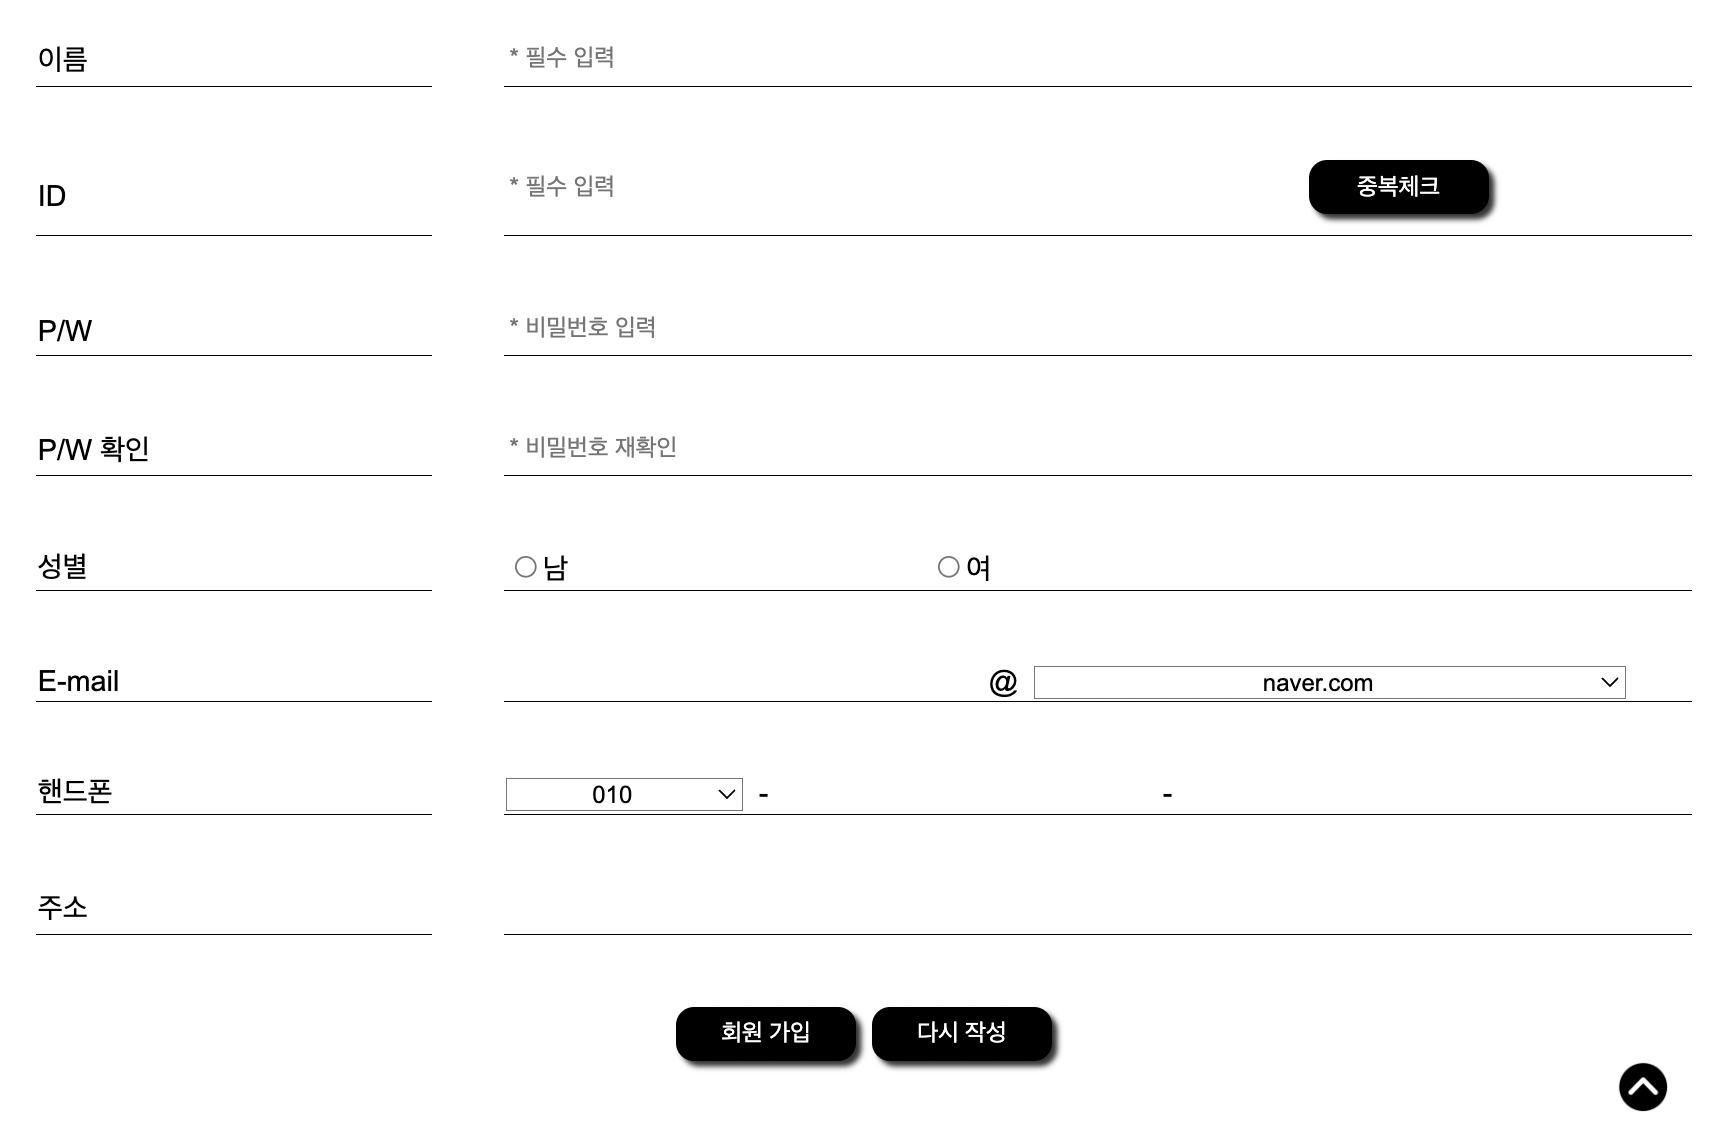 이름 * 필수 입력
ID * 필수 입력 중복체크
P/W * 비밀번호 입력
P/W 확인 * 비밀번호 재확인
성별 남 여
E-mail @ naver.com
핸드폰 010 - -
주소
회원 가입 다시 작성